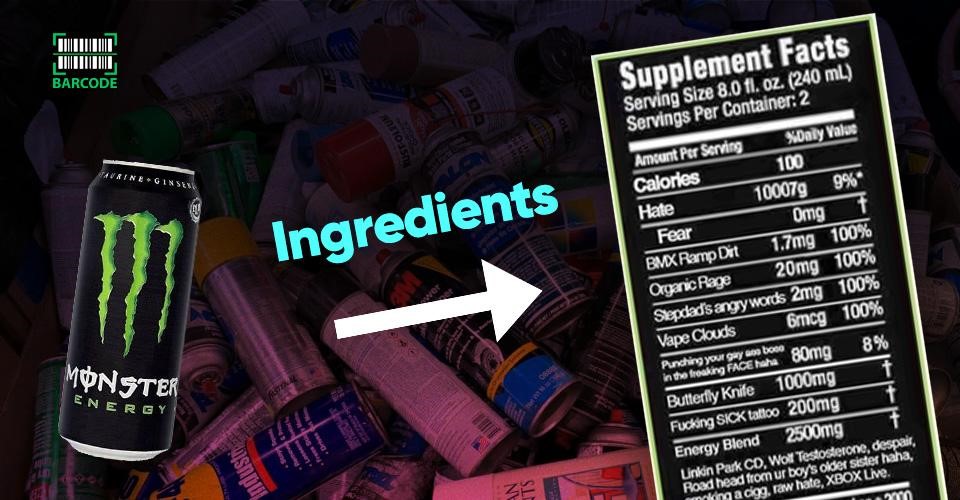 BARCODE
TAURINE+GINSEN
MONSTER
ENERGY
Ingredients
Supplement Facts
Serving Size 8.0 fl. oz. (240 mL)
Servings Per Container: 2
Amount Per Serving %Daily Value
Calories 100
Hate 10007g 9%*
Fear 0mg †
BMX Ramp Dirt 1.7mg 100%
Organic Rage 20mg 100%
Stepdad's angry words 2mg 100%
Vape Clouds 6mcg 100%
Punching your gay ass boss
in the freaking FACE haha 80mg 8%
Butterfly Knife 1000mg †
Fucking SICK tattoo 200mg †
Energy Blend 2500mg †
Linkin Park CD, Wolf Testosterone, despair,
Road head from ur boy's older sister haha,
smoking a cigg, raw hate, XBOX Live.
3M
Industr